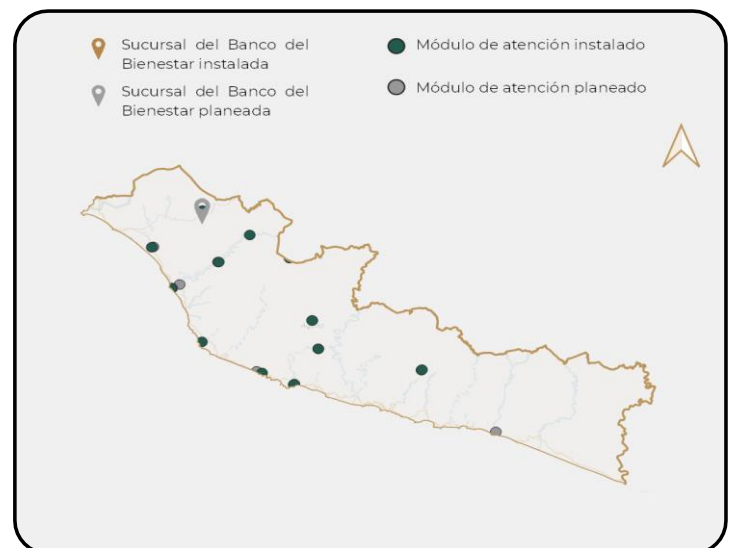 Sucursal del Banco del
Bienestar instalada
Sucursal del Banco del
Bienestar planeada
Módulo de atención instalado
Módulo de atención planeado